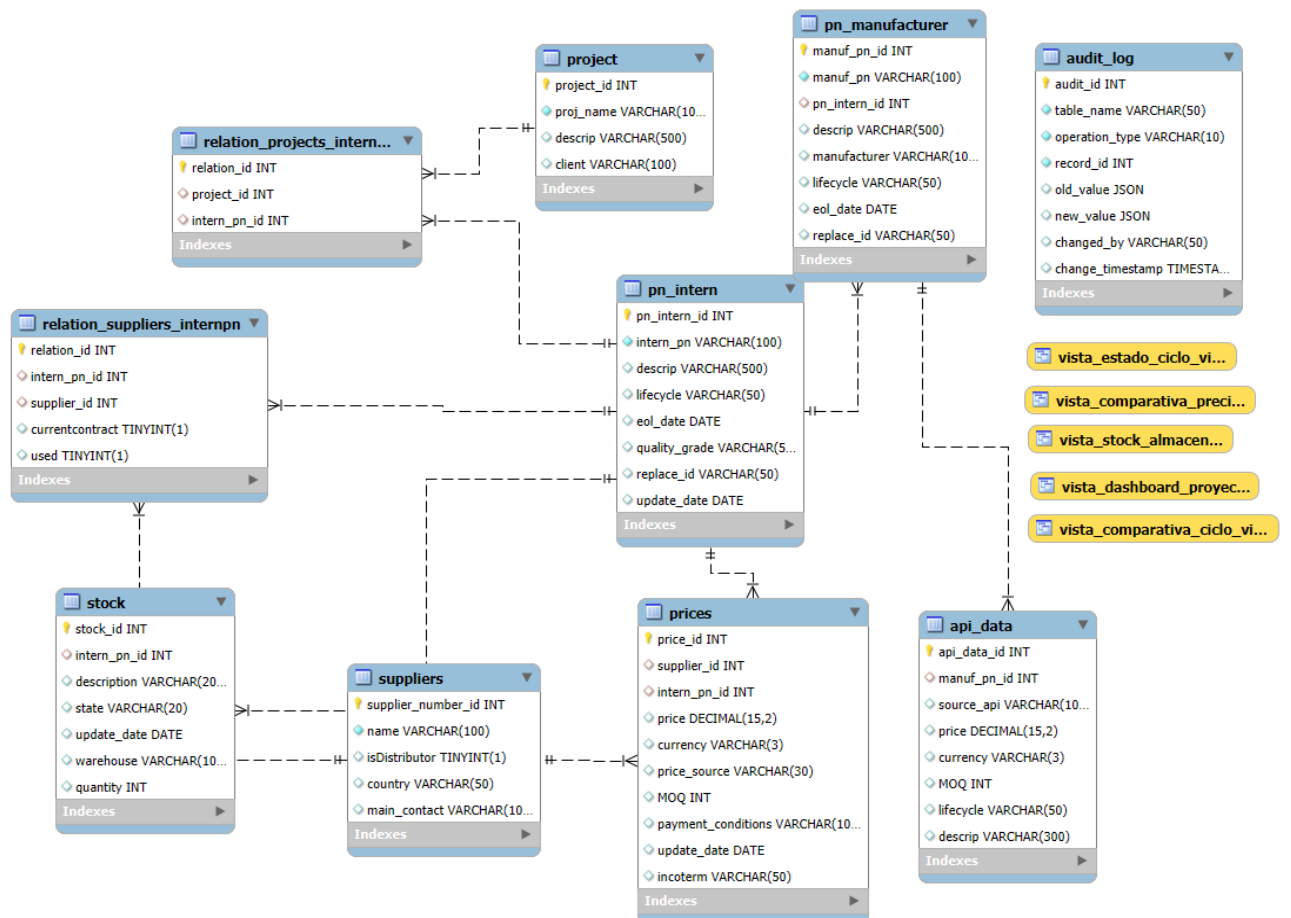 pn_manufacturer
manuf_pn_id INT
manuf_pn VARCHAR(100)
pn_intern_id INT
descrip VARCHAR(500)
manufacturer VARCHAR(10...
lifecycle VARCHAR(50)
eol_date DATE
replace_id VARCHAR(50)
Indexes
project
project_id INT
proj_name VARCHAR(10...
descrip VARCHAR(500)
client VARCHAR(100)
Indexes
audit_log
audit_id INT
table_name VARCHAR(50)
operation_type VARCHAR(10)
record_id INT
old_value JSON
new_value JSON
changed_by VARCHAR(50)
change_timestamp TIMESTA...
Indexes
relation_projects_intern...
relation_id INT
project_id INT
intern_pn_id INT
Indexes
pn_intern
pn_intern_id INT
intern_pn VARCHAR(100)
descrip VARCHAR(500)
lifecycle VARCHAR(50)
eol_date DATE
quality_grade VARCHAR(5...
replace_id VARCHAR(50)
update_date DATE
Indexes
relation_suppliers_internpn
relation_id INT
intern_pn_id INT
supplier_id INT
currentcontract TINYINT(1)
used TINYINT(1)
Indexes
vista_estado_ciclo_vi...
vista_comparativa_preci...
vista_stock_almacen...
vista_dashboard_proyec...
vista_comparativa_ciclo_vi...
stock
stock_id INT
intern_pn_id INT
description VARCHAR(20...
state VARCHAR(20)
update_date DATE
warehouse VARCHAR(10...
quantity INT
Indexes
suppliers
supplier_number_id INT
name VARCHAR(100)
isDistributor TINYINT(1)
country VARCHAR(50)
main_contact VARCHAR(10...
Indexes
prices
price_id INT
supplier_id INT
intern_pn_id INT
price DECIMAL(15,2)
currency VARCHAR(3)
price_source VARCHAR(30)
MOQ INT
payment_conditions VARCHAR(10...
update_date DATE
incoterm VARCHAR(50)
Indexes
api_data
api_data_id INT
manuf_pn_id INT
source_api VARCHAR(10...
price DECIMAL(15,2)
currency VARCHAR(3)
MOQ INT
lifecycle VARCHAR(50)
descrip VARCHAR(300)
Indexes